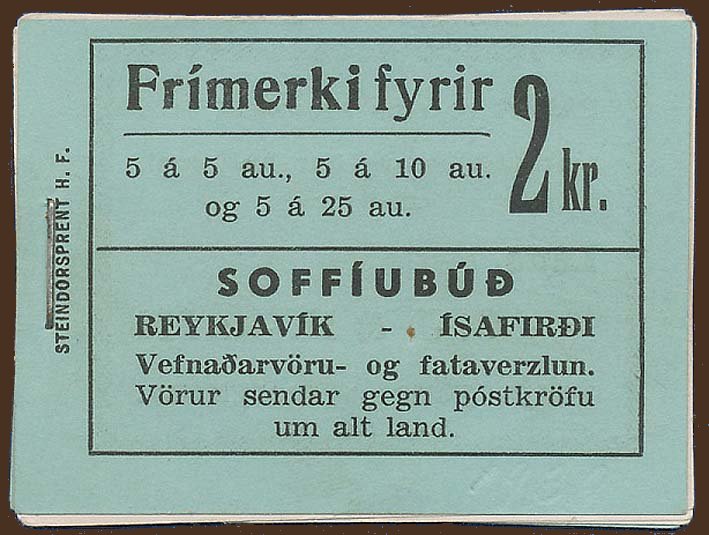 Frímerki fyrir
2 kr.
5 á 5 au., 5 á 10 au.
og 5 á 25 au.
SOFFÍUBÚÐ
REYKJAVÍK - ÍSAFIRÐI
Vefnaðarvöru- og fataverzlun.
Vörur sendar gegn póstkröfu
um alt land.
STEINDORSPRENT H. F.